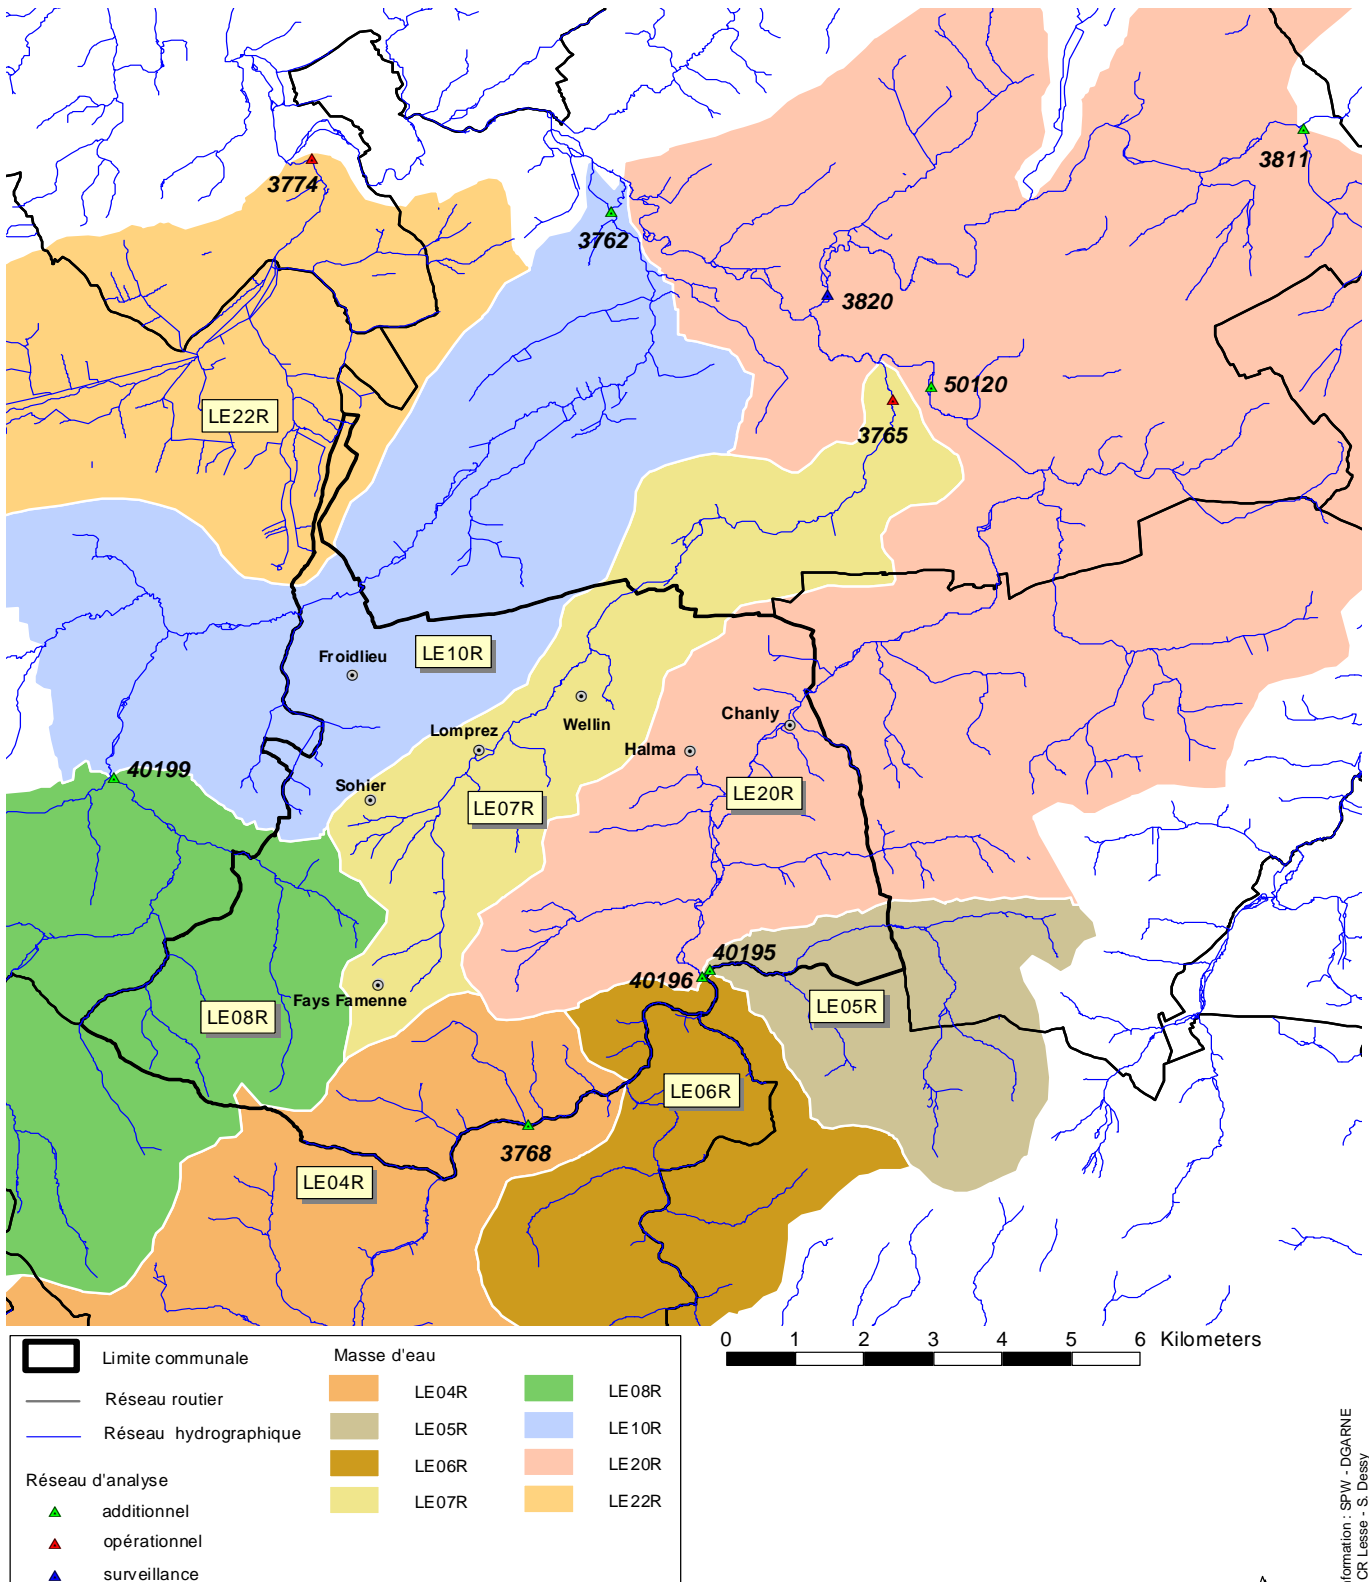 3774
3811
3762
3820
50120
LE22R
3765
Froidlieu
LE10R
Wellin
Chanly
Lomprez
Halma
40199
Sohier
LE07R
LE20R
40195
40196
Fays Famenne
LE08R
LE05R
LE06R
3768
LE04R
0 1 2 3 4 5 6 Kilometers
Limite communale
Réseau routier
Réseau hydrographique
Réseau d'analyse
additionnel
opérationnel
surveillance
Masse d'eau
LE04R
LE05R
LE06R
LE07R
LE08R
LE10R
LE20R
LE22R
formation : SPW - DGARNE
CR Lesse - S. Dessy